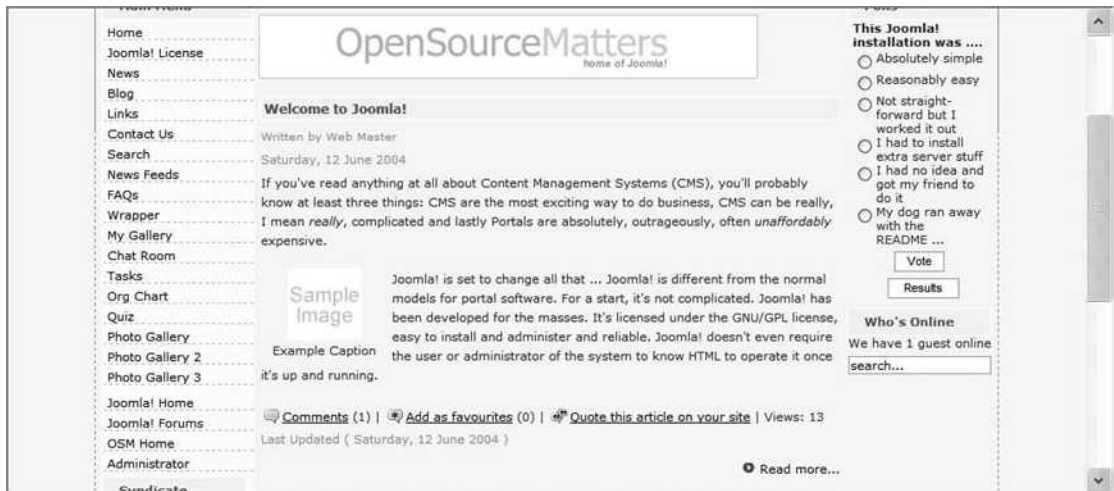 Main Menu
Home
Joomla! License
News
Blog
Links
Contact Us
Search
News Feeds
FAQs
Wrapper
My Gallery
Chat Room
Tasks
Org Chart
Quiz
Photo Gallery
Photo Gallery 2
Photo Gallery 3
Joomla! Home
Joomla! Forums
OSM Home
Administrator
Syndicate
OpenSourceMatters
home of Joomla!
Welcome to Joomla!
Written by Web Master
Saturday, 12 June 2004
If you've read anything at all about Content Management Systems (CMS), you'll probably
know at least three things: CMS are the most exciting way to do business, CMS can be really,
I mean really, complicated and lastly Portals are absolutely, outrageously, often unaffordably
expensive.
Sample
Image
Example Caption
Joomla! is set to change all that ... Joomla! is different from the normal
models for portal software. For a start, it's not complicated. Joomla! has
been developed for the masses. It's licensed under the GNU/GPL license,
easy to install and administer and reliable. Joomla! doesn't even require
the user or administrator of the system to know HTML to operate it once
it's up and running.
Comments (1) | Add as favourites (0) | Quote this article on your site | Views: 13
Last Updated ( Saturday, 12 June 2004 )
Read more...
Polls
This Joomla!
installation was ....
Absolutely simple
Reasonably easy
Not straight-
forward but I
worked it out
I had to install
extra server stuff
I had no idea and
got my friend to
do it
My dog ran away
with the
README ...
Vote
Results
Who's Online
We have 1 guest online
search...